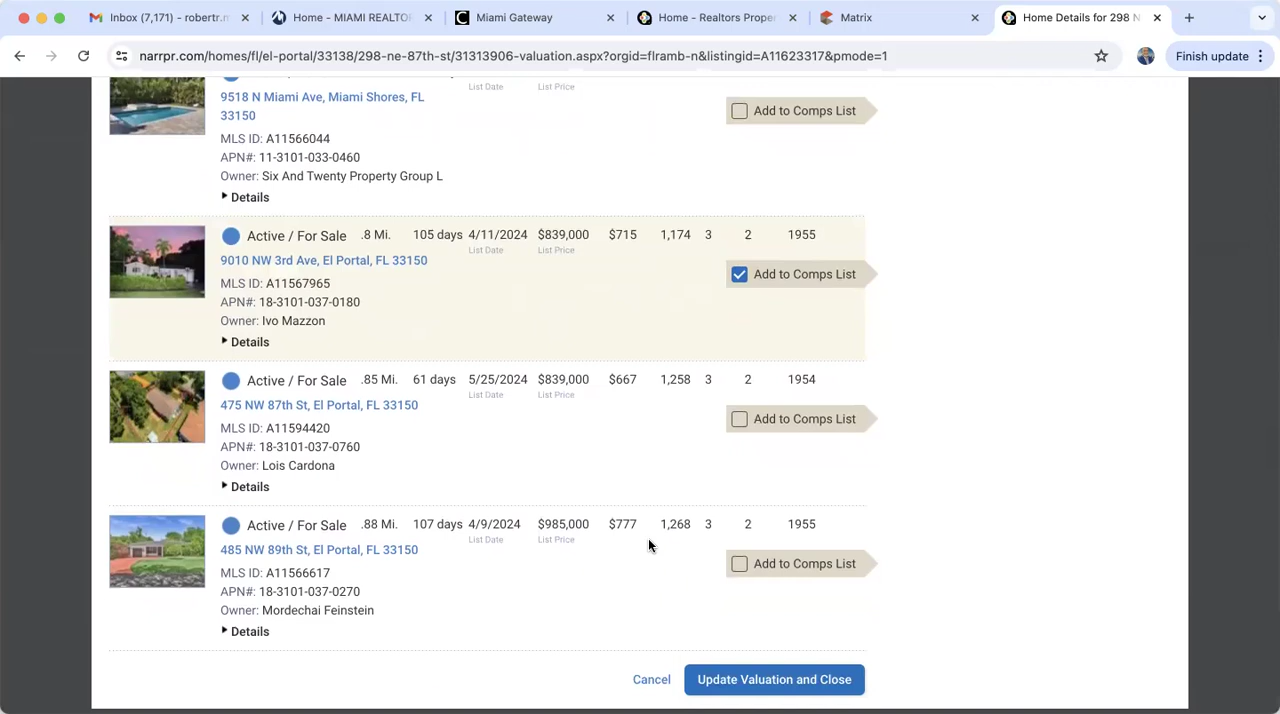 Inbox (7,171) - robertr.m
Home - MIAMI REALTO
Miami Gateway
Home - Realtors Proper
Matrix
Home Details for 298 N
narrpr.com/homes/fl/el-portal/33138/298-ne-87th-st/31313906-valuation.aspx?orgid=flramb-n&listingid=A11623317&pmode=1
Finish update
List Date List Price
9518 N Miami Ave, Miami Shores, FL
33150
Add to Comps List
MLS ID: A11566044
APN#: 11-3101-033-0460
Owner: Six And Twenty Property Group L
Details
Active / For Sale .8 Mi. 105 days 4/11/2024 $839,000 $715 1,174 3 2 1955
List Date List Price
9010 NW 3rd Ave, El Portal, FL 33150
Add to Comps List
MLS ID: A11567965
APN#: 18-3101-037-0180
Owner: Ivo Mazzon
Details
Active / For Sale .85 Mi. 61 days 5/25/2024 $839,000 $667 1,258 3 2 1954
List Date List Price
475 NW 87th St, El Portal, FL 33150
Add to Comps List
MLS ID: A11594420
APN#: 18-3101-037-0760
Owner: Lois Cardona
Details
Active / For Sale .88 Mi. 107 days 4/9/2024 $985,000 $777 1,268 3 2 1955
List Date List Price
485 NW 89th St, El Portal, FL 33150
Add to Comps List
MLS ID: A11566617
APN#: 18-3101-037-0270
Owner: Mordechai Feinstein
Details
Cancel Update Valuation and Close